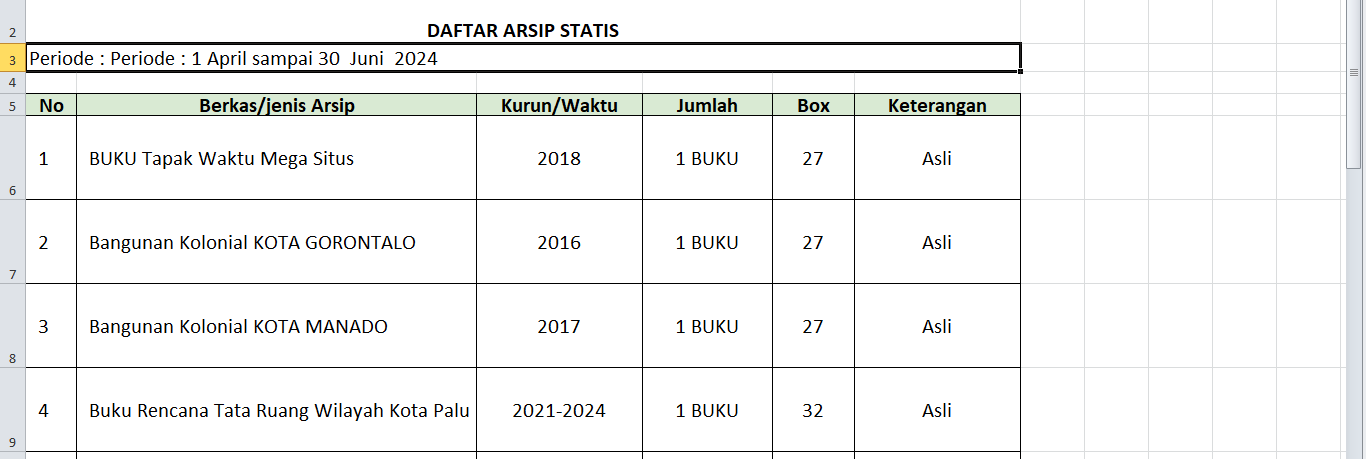 2 DAFTAR ARSIP STATIS
3 Periode : Periode : 1 April sampai 30  Juni  2024
4
5 No Berkas/jenis Arsip Kurun/Waktu Jumlah Box Keterangan
6 1 BUKU Tapak Waktu Mega Situs 2018 1 BUKU 27 Asli
7 2 Bangunan Kolonial KOTA GORONTALO 2016 1 BUKU 27 Asli
8 3 Bangunan Kolonial KOTA MANADO 2017 1 BUKU 27 Asli
9 4 Buku Rencana Tata Ruang Wilayah Kota Palu 2021-2024 1 BUKU 32 Asli